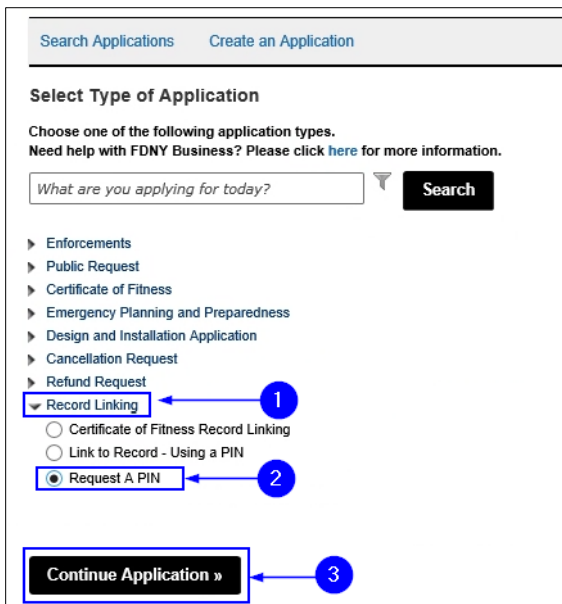 Search Applications Create an Application
Select Type of Application
Choose one of the following application types.
Need help with FDNY Business? Please click here for more information.
What are you applying for today? Search
Enforcements
Public Request
Certificate of Fitness
Emergency Planning and Preparedness
Design and Installation Application
Cancellation Request
Refund Request
Record Linking 1
Certificate of Fitness Record Linking
Link to Record - Using a PIN
Request A PIN 2
Continue Application » 3